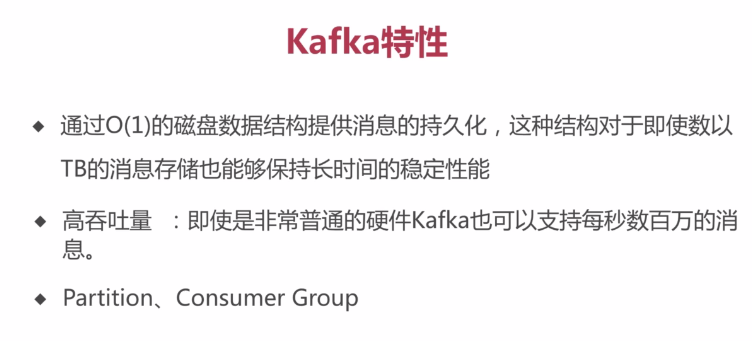 Kafka特性
◆ 通过O(1)的磁盘数据结构提供消息的持久化，这种结构对于即使数以
TB的消息存储也能够保持长时间的稳定性能
◆ 高吞吐量 ：即使是非常普通的硬件Kafka也可以支持每秒数百万的消
息。
◆ Partition、Consumer Group